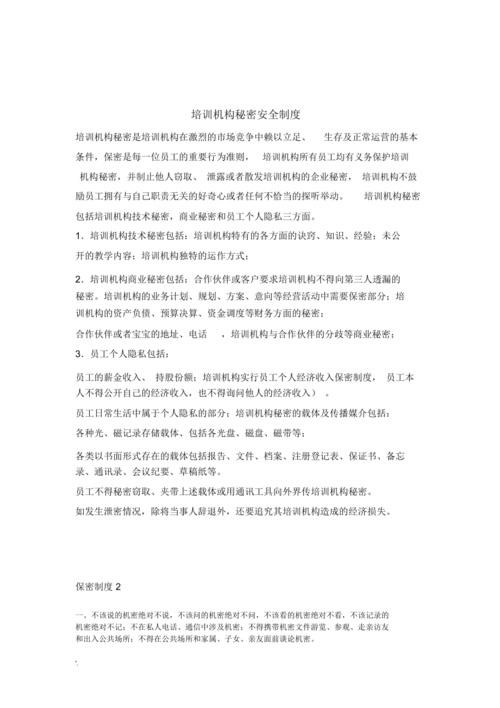 培训机构秘密安全制度
培训机构秘密是培训机构在激烈的市场竞争中赖以立足、 生存及正常运营的基本
条件，保密是每一位员工的重要行为准则， 培训机构所有员工均有义务保护培训
机构秘密，并制止他人窃取、 泄露或者散发培训机构的企业秘密， 培训机构不鼓
励员工拥有与自己职责无关的好奇心或者任何不恰当的探听举动。 培训机构秘密
包括培训机构技术秘密，商业秘密和员工个人隐私三方面。
1．培训机构技术秘密包括：培训机构特有的各方面的诀窍、知识、经验；未公
开的教学内容；培训机构独特的运作方式；
2．培训机构商业秘密包括：合作伙伴或客户要求培训机构不得向第三人透漏的
秘密。培训机构的业务计划、规划、方案、意向等经营活动中需要保密部分；培
训机构的资产负债、预算决算、资金调度等财务方面的秘密；
合作伙伴或者宝宝的地址、电话 ，培训机构与合作伙伴的分歧等商业秘密；
3．员工个人隐私包括：
员工的薪金收入、 持股份额；培训机构实行员工个人经济收入保密制度， 员工本
人不得公开自己的经济收入，也不得询问他人的经济收入） 。
员工日常生活中属于个人隐私的部分；培训机构秘密的载体及传播媒介包括：
各种光、磁记录存储载体、包括各光盘、磁盘、磁带等；
各类以书面形式存在的载体包括报告、文件、档案、注册登记表、保证书、备忘
录、通讯录、会议纪要、草稿纸等。
员工不得秘密窃取、夹带上述载体或用通讯工具向外界传培训机构秘密。
如发生泄密情况，除将当事人辞退外，还要追究其培训机构造成的经济损失。
保密制度 2
一、不该说的机密绝对不说，不该问的机密绝对不问，不该看的机密绝对不看，不该记录的
机密绝对不记；不在私人电话、通信中涉及机密；不得携带机密文件游览、参观、走亲访友
和出入公共场所；不得在公共场所和家属、子女、亲友面前谈论机密。
'.